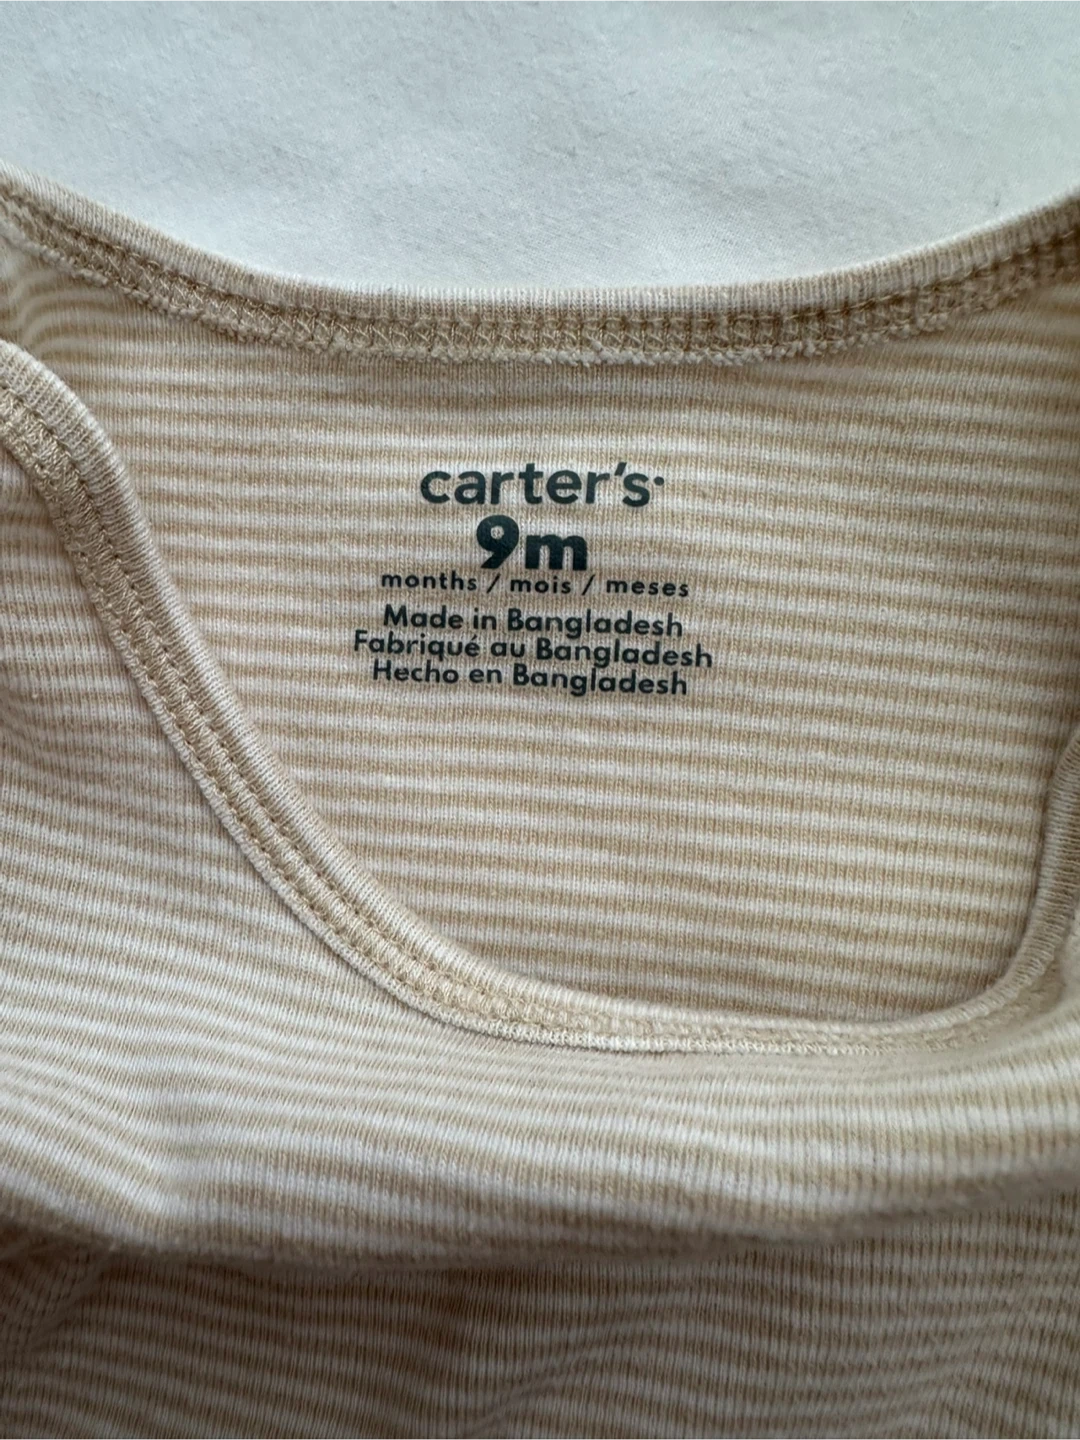 carter's
9m
months / mois / meses
Made in Bangladesh
Fabriqué au Bangladesh
Hecho en Bangladesh